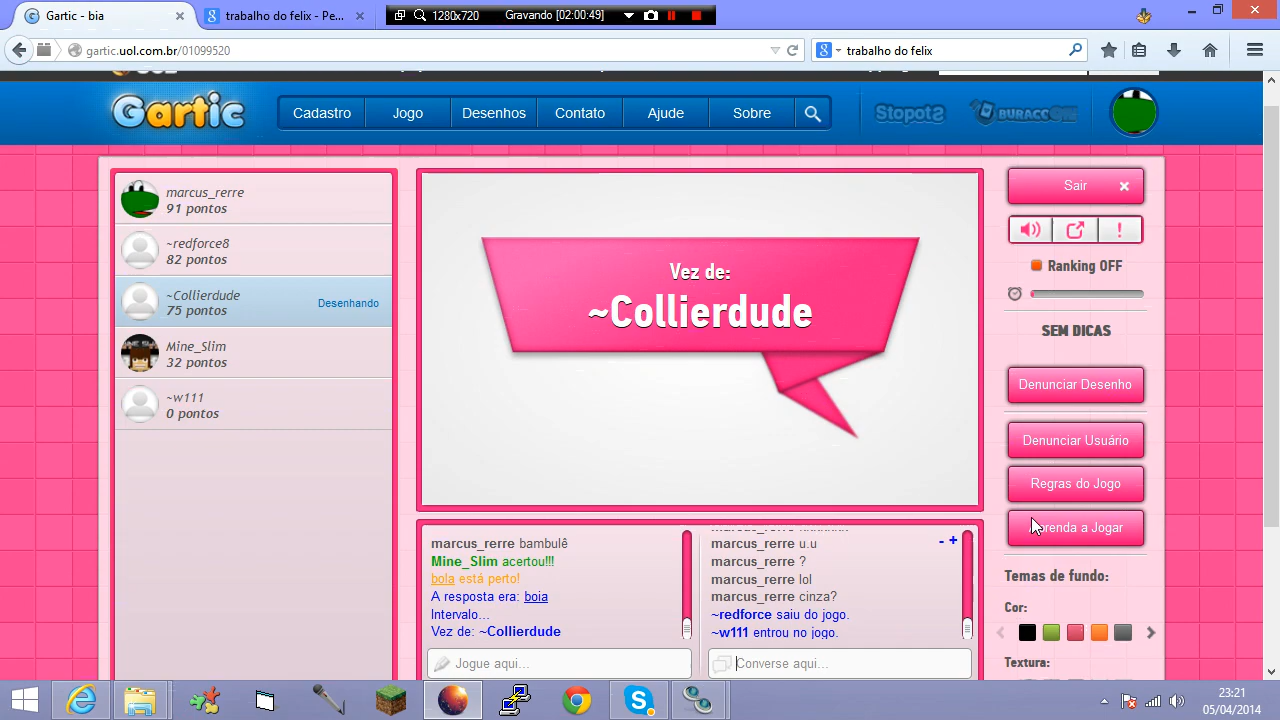 Gartic - bia
trabalho do felix - Pe...
1280x720
Gravando [02:00:49]
gartic.uol.com.br/01099520
trabalho do felix
Gartic
Cadastro
Jogo
Desenhos
Contato
Ajude
Sobre
StopotS
marcus_rerre
91 pontos
~redforce8
82 pontos
~Collierdude
75 pontos
Desenhando
Mine_Slim
32 pontos
~w111
0 pontos
Vez de:
~Collierdude
Sair
Ranking OFF
SEM DICAS
Denunciar Desenho
Denunciar Usuário
Regras do Jogo
renda a Jogar
Temas de fundo:
Cor:
Textura:
marcus_rerre bambulê
Mine_Slim acertou!!!
bola está perto!
A resposta era: boia
Intervalo...
Vez de: ~Collierdude
Jogue aqui...
- +
marcus_rerre u.u
marcus_rerre ?
marcus_rerre lol
marcus_rerre cinza?
~redforce saiu do jogo.
~w111 entrou no jogo.
Converse aqui...
23:21
05/04/2014